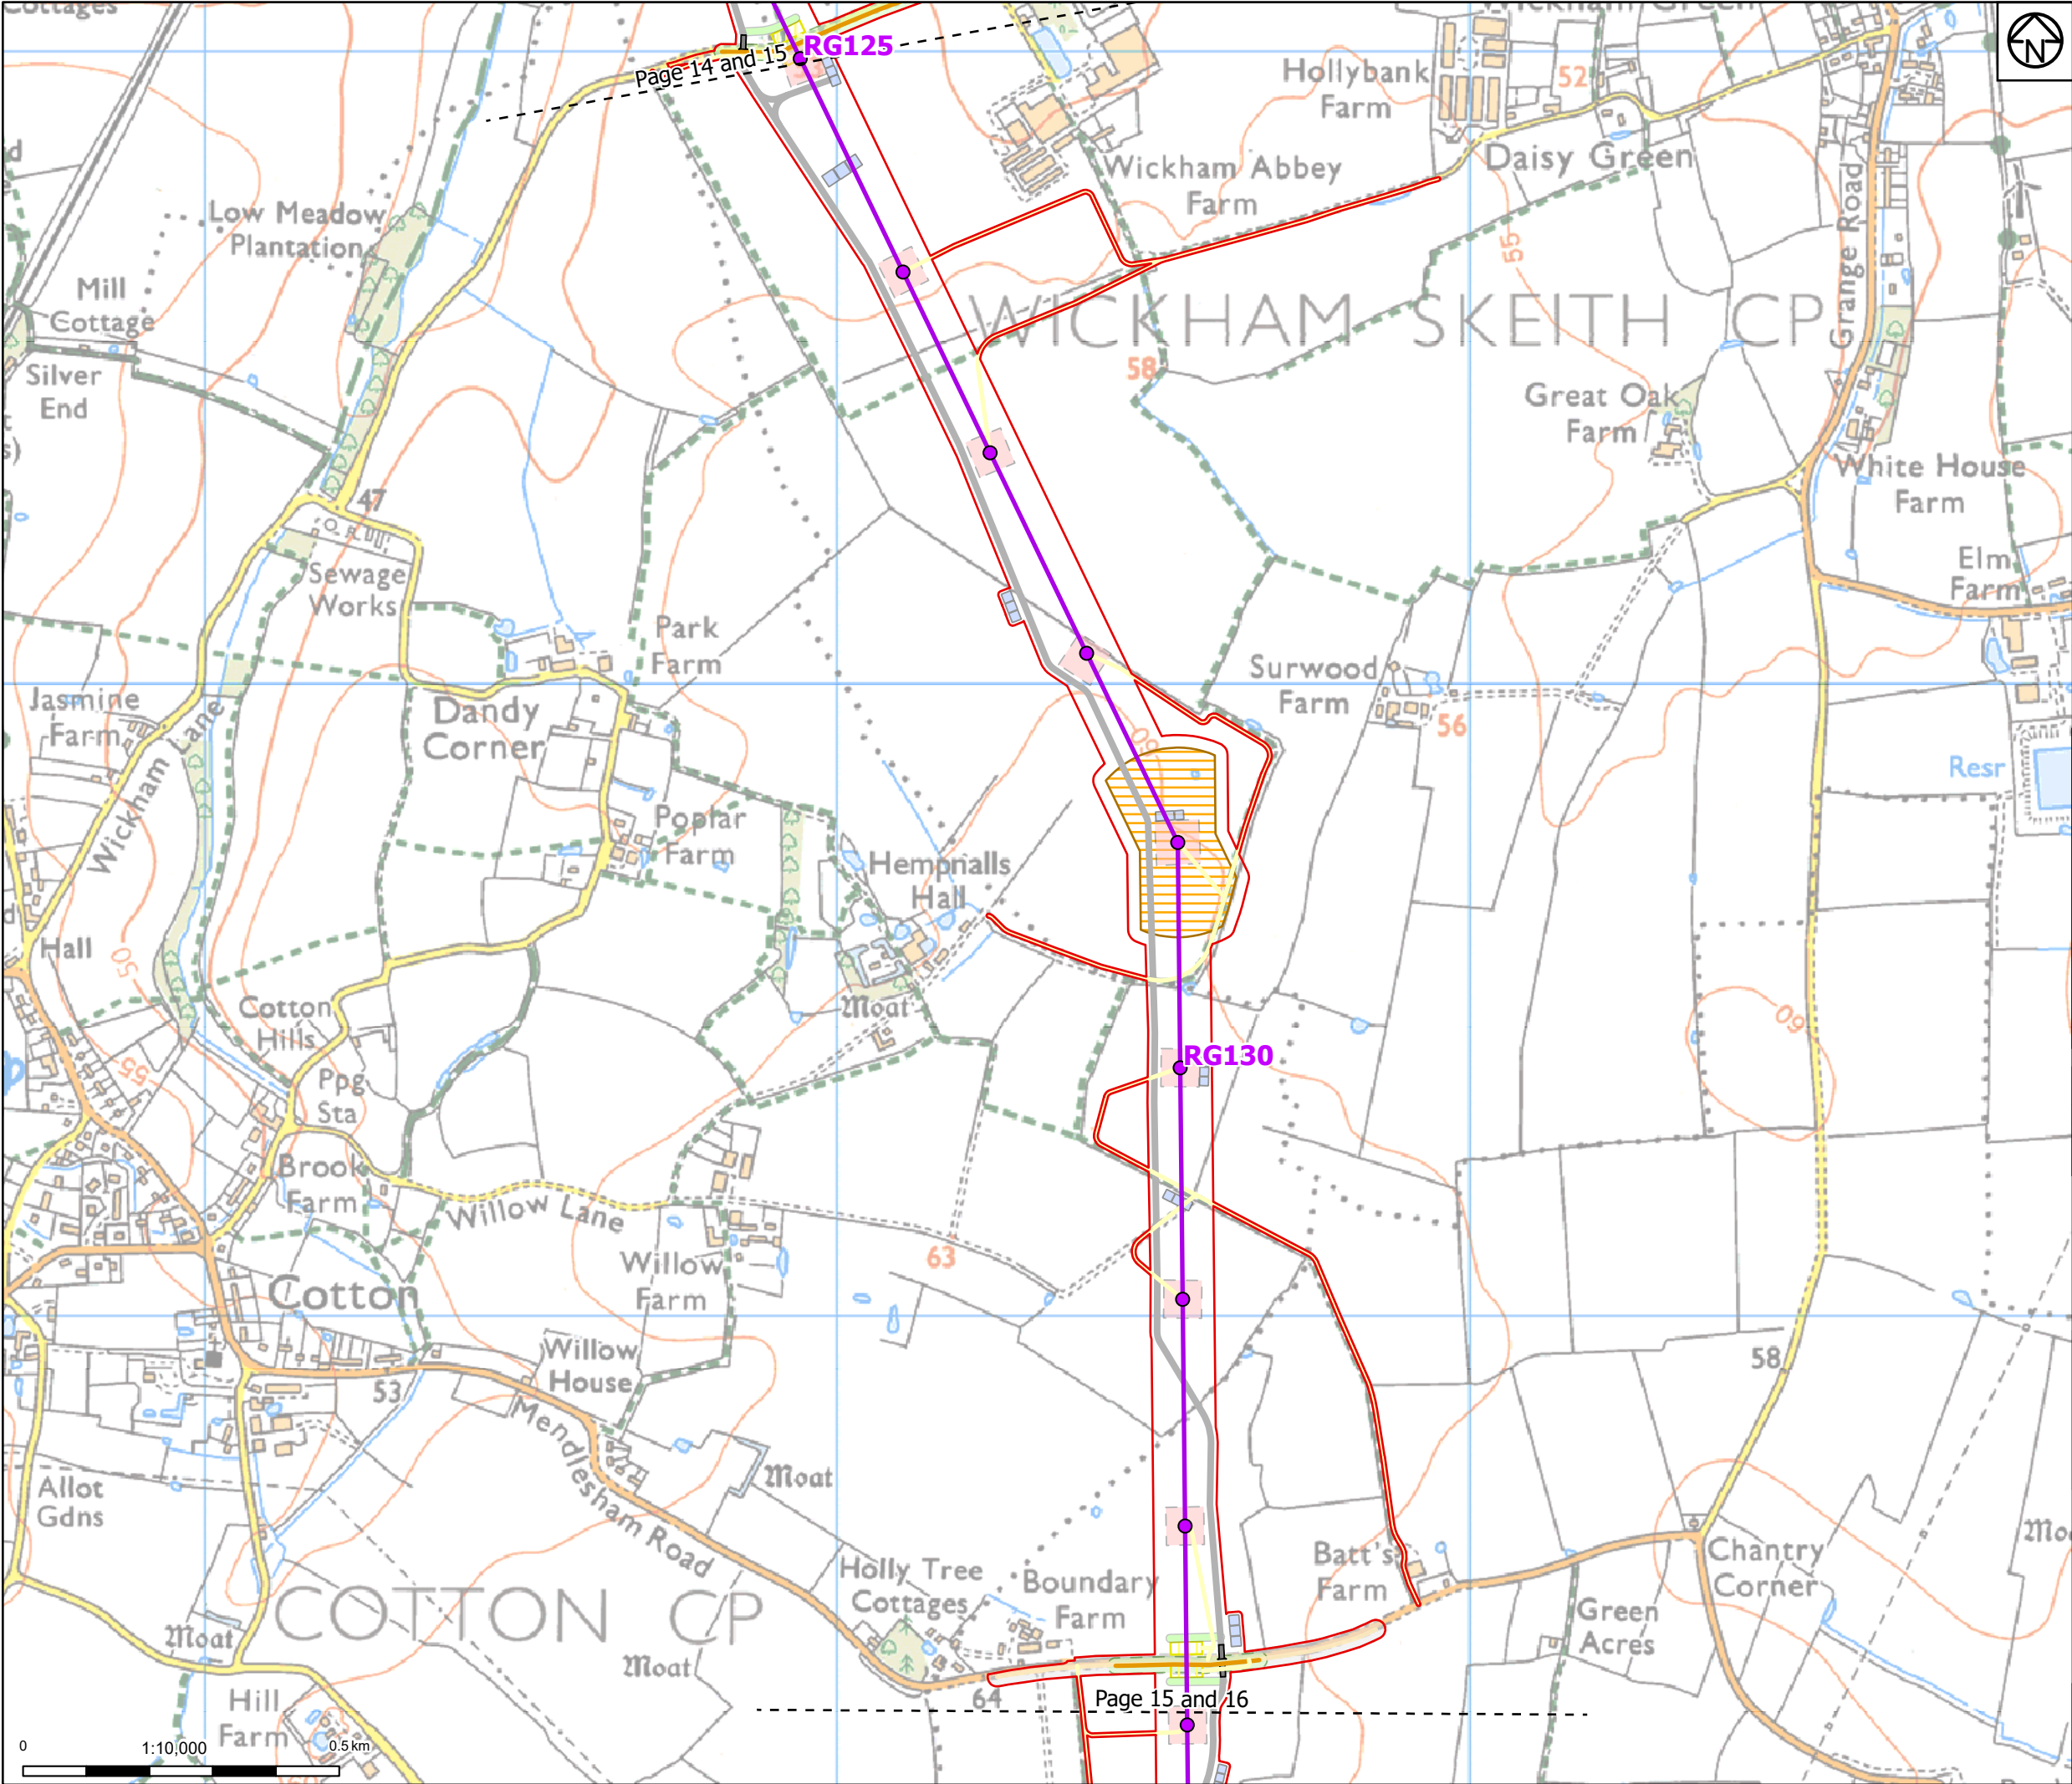 Cottages
Wickham Green
N
RG125
Page 14 and 15
Hollybank
Farm
52
Daisy Green
Wickham Abbey
Farm
Grange Road
Low Meadow
Plantation
55
Mill
Cottage
WICKHAM SKEITH CP
Silver
End
58
Great Oak
Farm
White House
Farm
47
Sewage
Works
Elm
Farm
Park
Farm
Surwood
Farm
56
Jasmine
Farm
Wickham Lane
Dandy
Corner
60
Resr
Poplar
Farm
Hempnalls
Hall
Hall
50
Moat
Cotton
Hills
60
RG130
55
Ppg
Sta
Brook
Farm
Willow Lane
63
Willow
Farm
Cotton
Willow
House
53
58
Mendlesham Road
Moat
Allot
Gdns
Batt's
Farm
Chantry
Corner
Holly Tree
Cottages
Boundary
Farm
COTTON CP
Green
Acres
Moat
Moat
64
Page 15 and 16
Hill
Farm
0
1:10,000
0.5 km